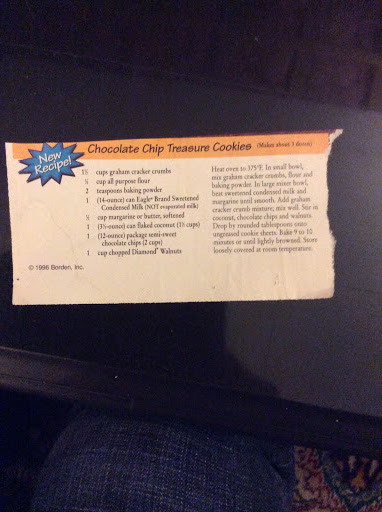 New
Recipe!
Chocolate Chip Treasure Cookies (Makes about 3 dozen)
1½ cups graham cracker crumbs
½ cup all purpose flour
2 teaspoons baking powder
1 (14-ounce) can Eagle® Brand Sweetened
Condensed Milk (NOT evaporated milk)
½ cup margarine or butter, softened
1 (3½-ounce) can flaked coconut (1⅓ cups)
1 (12-ounce) package semi-sweet
chocolate chips (2 cups)
1 cup chopped Diamond® Walnuts
© 1996 Borden, Inc.
Heat oven to 375°F. In small bowl,
mix graham cracker crumbs, flour and
baking powder. In large mixer bowl,
beat sweetened condensed milk and
margarine until smooth. Add graham
cracker crumb mixture; mix well. Stir in
coconut, chocolate chips and walnuts.
Drop by rounded tablespoons onto
ungreased cookie sheets. Bake 9 to 10
minutes or until lightly browned. Store
loosely covered at room temperature.